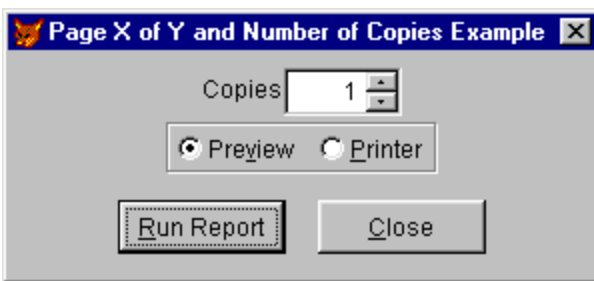 Page X of Y and Number of Copies Example
Copies 1
Preview Printer
Run Report Close